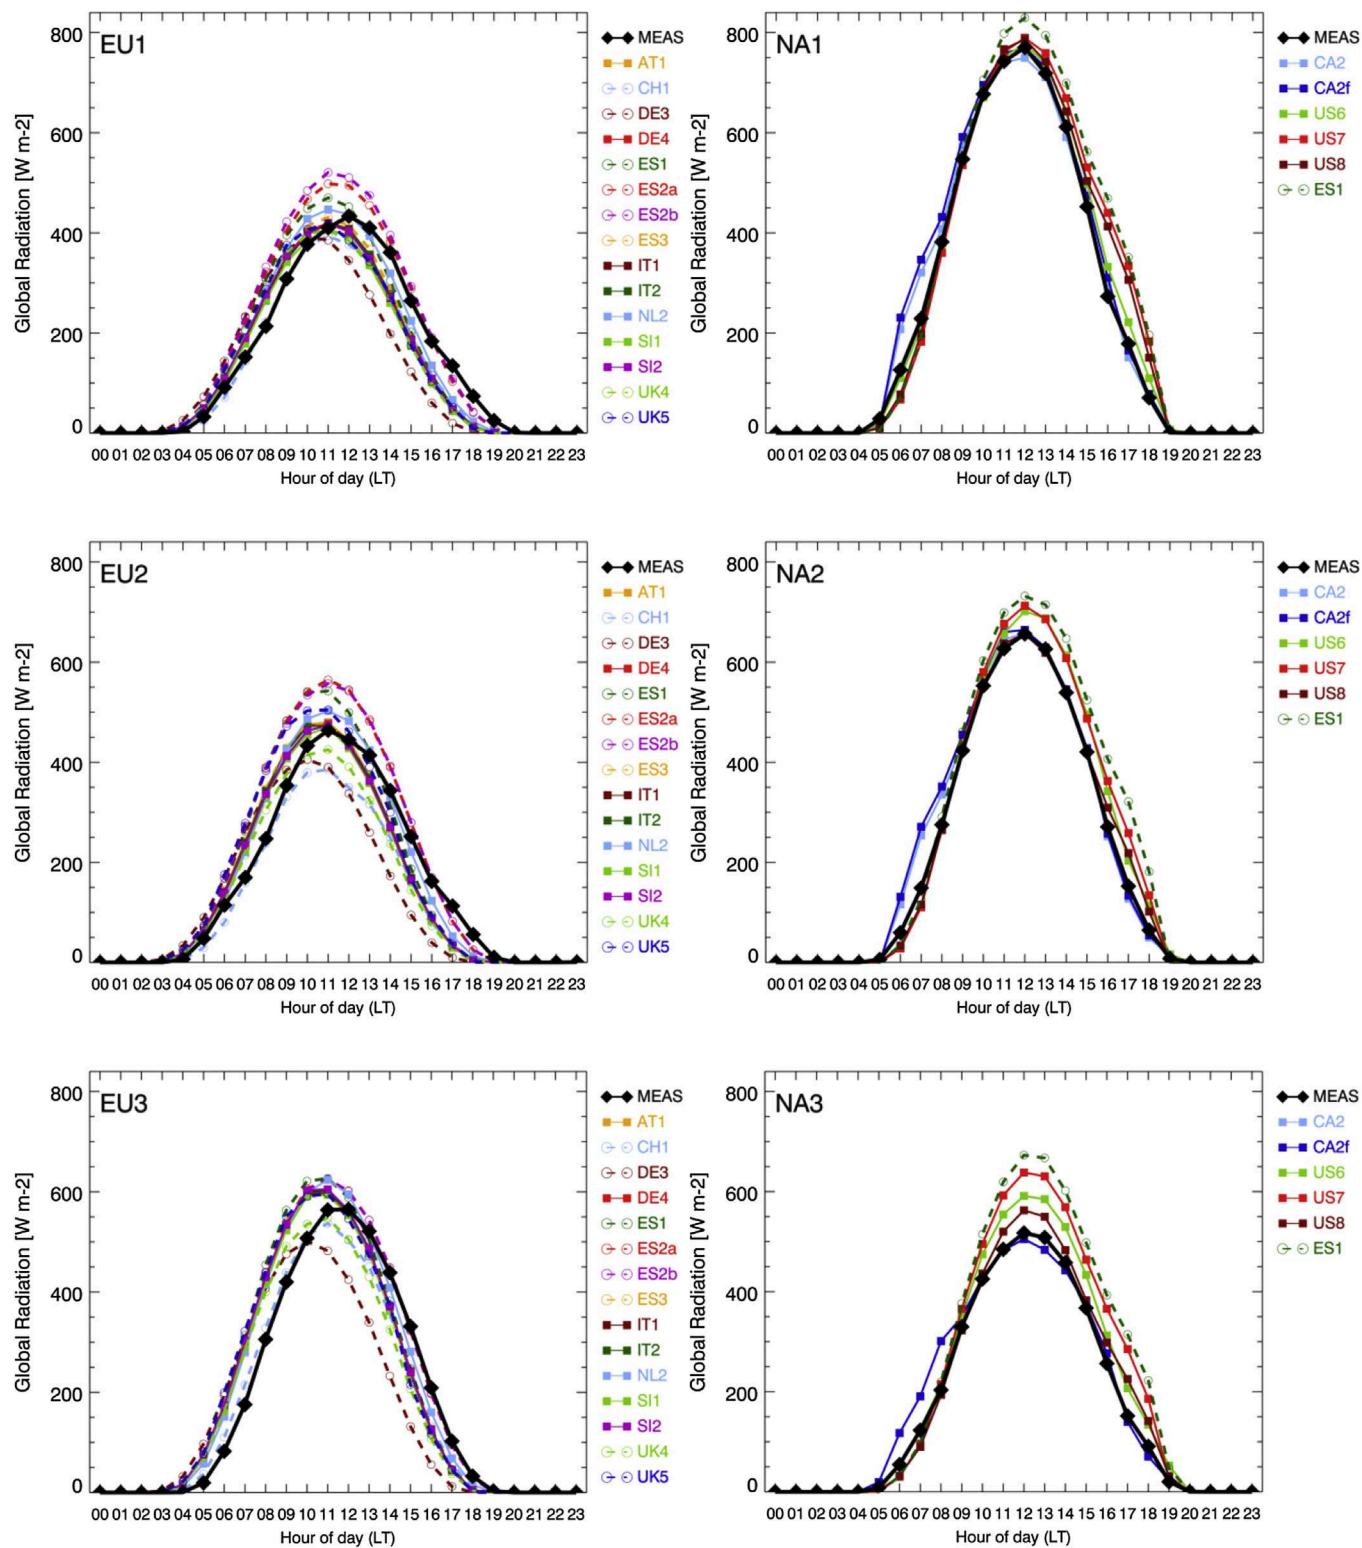 EU1
800
600
400
200
0
Global Radiation [W m-2]
00 01 02 03 04 05 06 07 08 09 10 11 12 13 14 15 16 17 18 19 20 21 22 23
Hour of day (LT)
MEAS
AT1
CH1
DE3
DE4
ES1
ES2a
ES2b
ES3
IT1
IT2
NL2
SI1
SI2
UK4
UK5
NA1
800
600
400
200
0
Global Radiation [W m-2]
00 01 02 03 04 05 06 07 08 09 10 11 12 13 14 15 16 17 18 19 20 21 22 23
Hour of day (LT)
MEAS
CA2
CA2f
US6
US7
US8
ES1
EU2
800
600
400
200
0
Global Radiation [W m-2]
00 01 02 03 04 05 06 07 08 09 10 11 12 13 14 15 16 17 18 19 20 21 22 23
Hour of day (LT)
MEAS
AT1
CH1
DE3
DE4
ES1
ES2a
ES2b
ES3
IT1
IT2
NL2
SI1
SI2
UK4
UK5
NA2
800
600
400
200
0
Global Radiation [W m-2]
00 01 02 03 04 05 06 07 08 09 10 11 12 13 14 15 16 17 18 19 20 21 22 23
Hour of day (LT)
MEAS
CA2
CA2f
US6
US7
US8
ES1
EU3
800
600
400
200
0
Global Radiation [W m-2]
00 01 02 03 04 05 06 07 08 09 10 11 12 13 14 15 16 17 18 19 20 21 22 23
Hour of day (LT)
MEAS
AT1
CH1
DE3
DE4
ES1
ES2a
ES2b
ES3
IT1
IT2
NL2
SI1
SI2
UK4
UK5
NA3
800
600
400
200
0
Global Radiation [W m-2]
00 01 02 03 04 05 06 07 08 09 10 11 12 13 14 15 16 17 18 19 20 21 22 23
Hour of day (LT)
MEAS
CA2
CA2f
US6
US7
US8
ES1